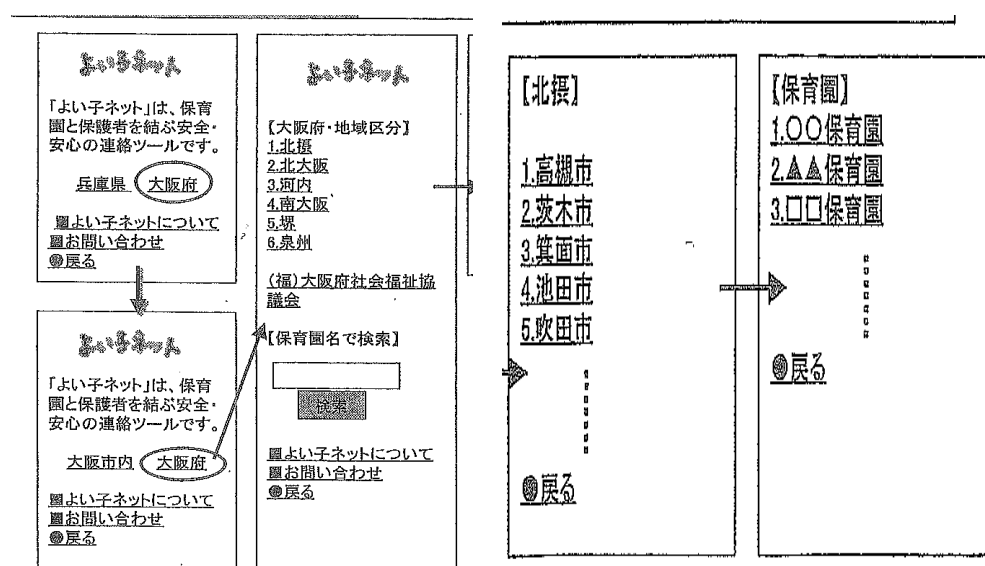 よい子ネット
「よい子ネット」は、保育
園と保護者を結ぶ安全・
安心の連絡ツールです。
兵庫県 大阪府
よい子ネットについて
お問い合わせ
戻る
よい子ネット
「よい子ネット」は、保育
園と保護者を結ぶ安全・
安心の連絡ツールです。
大阪市内 大阪府
よい子ネットについて
お問い合わせ
戻る
よい子ネット
【大阪府・地域区分】
1.北摂
2.北大阪
3.河内
4.南大阪
5.堺
6.泉州
(福)大阪府社会福祉協
議会
【保育園名で検索】
検索
よい子ネットについて
お問い合わせ
戻る
【北摂】
1.高槻市
2.茨木市
3.箕面市
4.池田市
5.吹田市
戻る
【保育園】
1.〇〇保育園
2.▲▲保育園
3.□□保育園
戻る